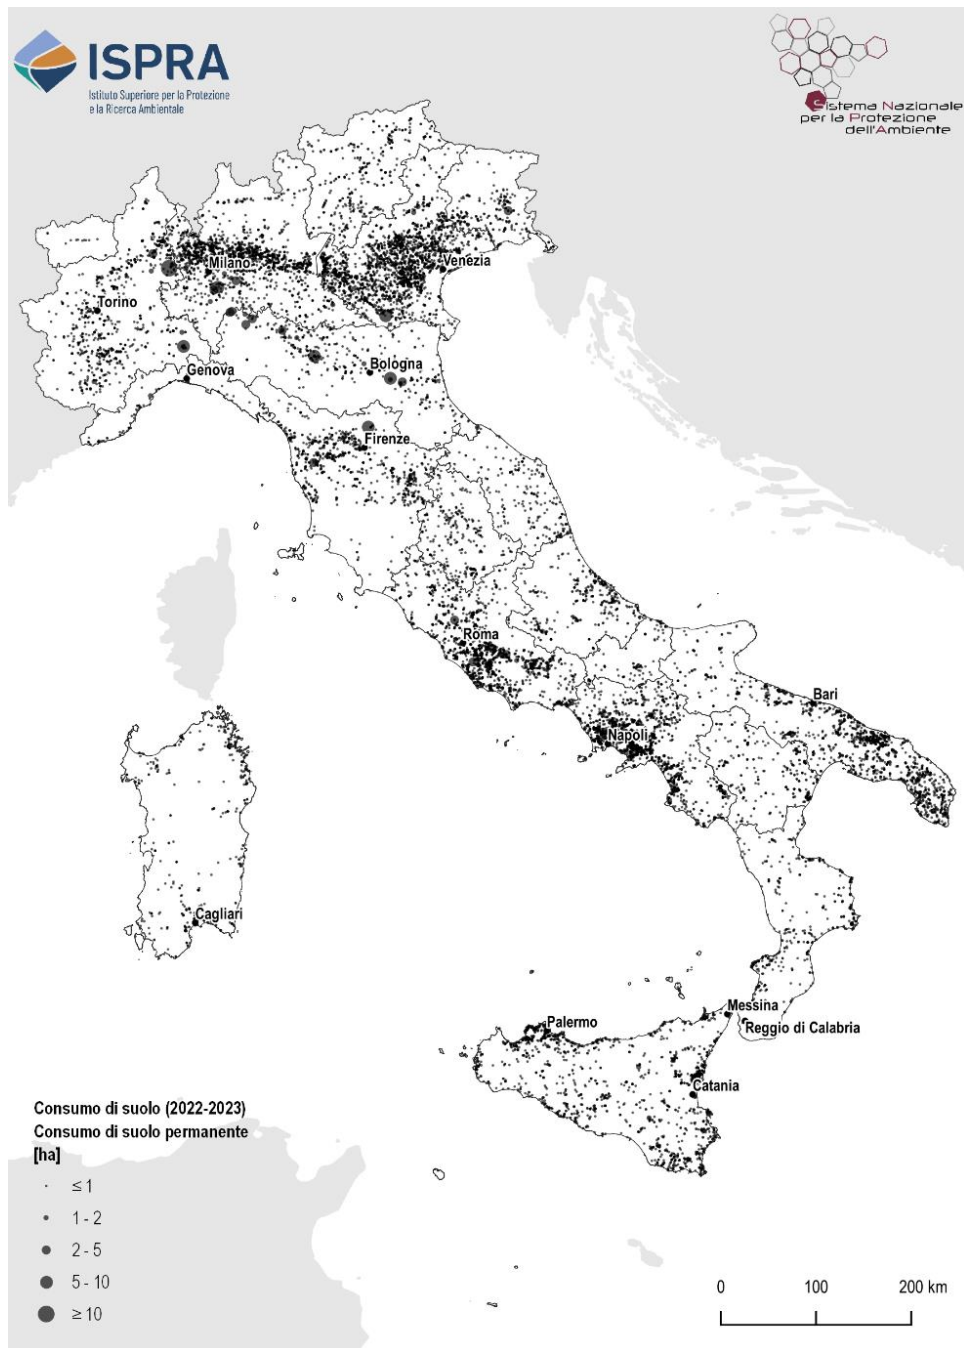 ISPRA
Istituto Superiore per la Protezione
e la Ricerca Ambientale
Sistema Nazionale
per la Protezione
dell'Ambiente
Milano
Venezia
Torino
Bologna
Genova
Firenze
Roma
Bari
Napoli
Cagliari
Messina
Palermo
Reggio di Calabria
Catania
Consumo di suolo (2022-2023)
Consumo di suolo permanente
[ha]
≤ 1
1 - 2
2 - 5
5 - 10
≥ 10
0 100 200 km